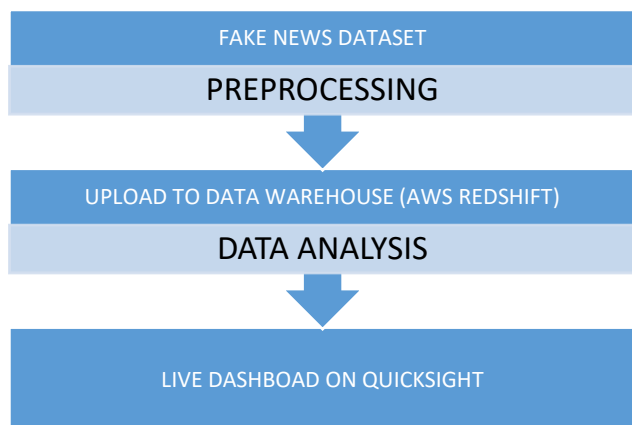 FAKE NEWS DATASET
PREPROCESSING
UPLOAD TO DATA WAREHOUSE (AWS REDSHIFT)
DATA ANALYSIS
LIVE DASHBOAD ON QUICKSIGHT